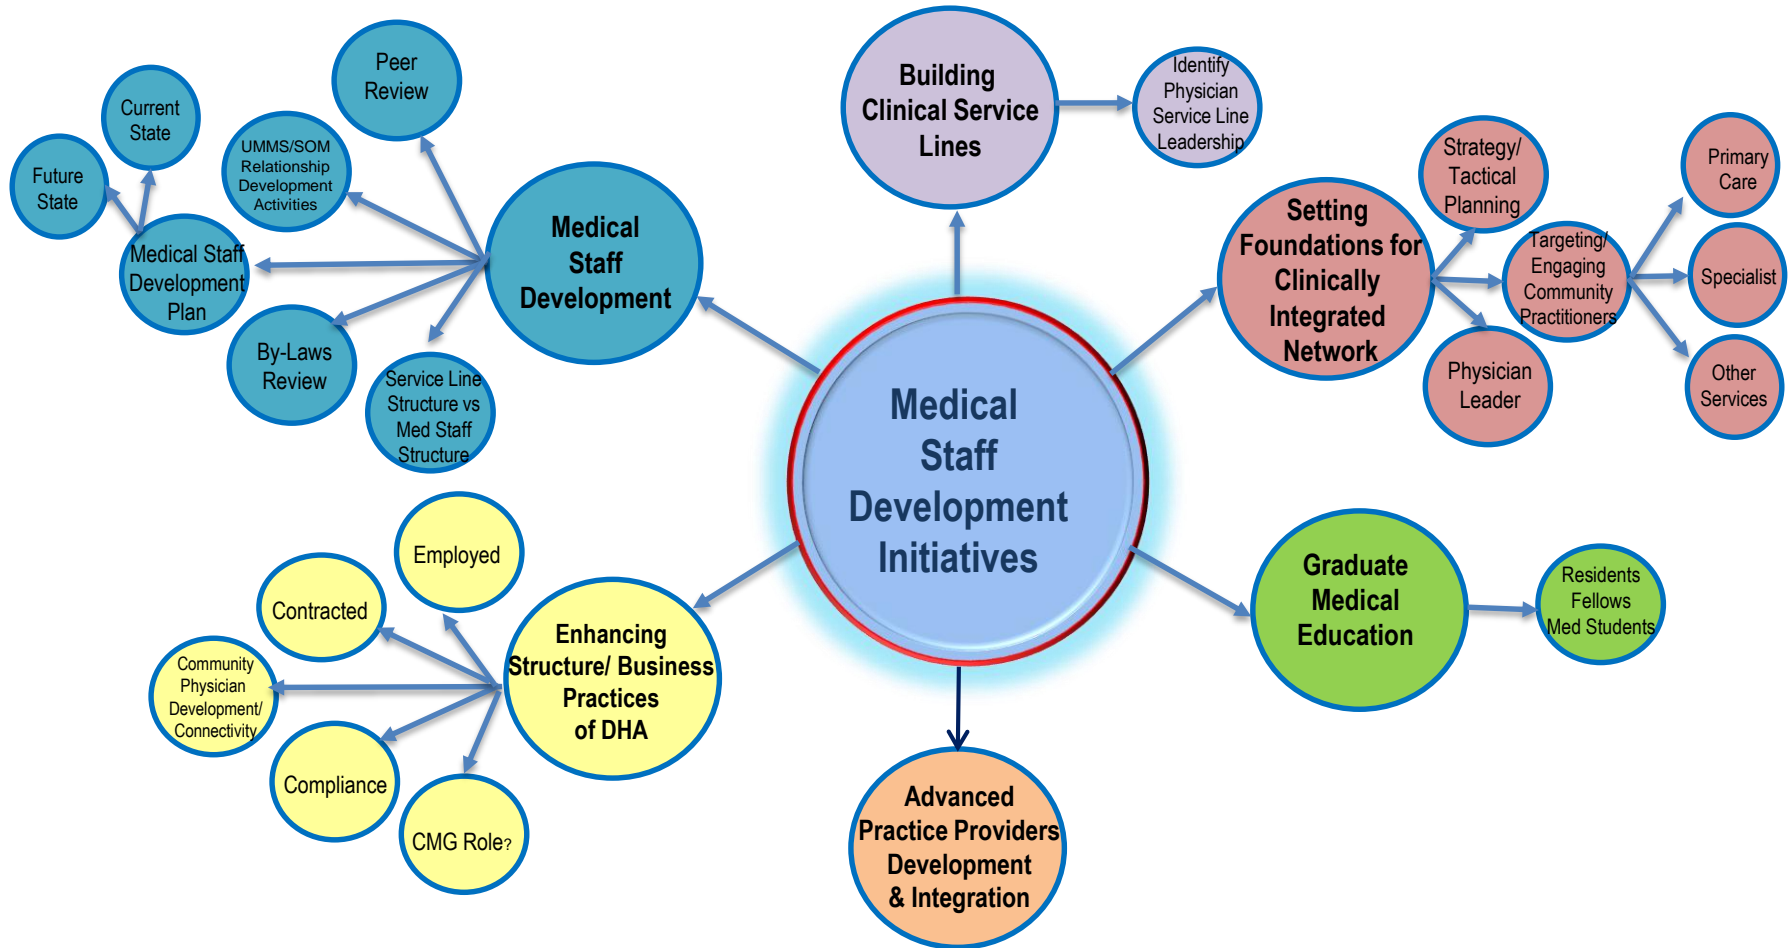 Peer
Review
Current
State
UMMS/SOM
Relationship
Development
Activities
Future
State
Medical Staff
Development
Plan
By-Laws
Review
Service Line
Structure vs
Med Staff
Structure
Medical
Staff
Development
Building
Clinical Service
Lines
Identify
Physician
Service Line
Leadership
Setting
Foundations for
Clinically
Integrated
Network
Strategy/
Tactical
Planning
Targeting/
Engaging
Community
Practitioners
Physician
Leader
Primary
Care
Specialist
Other
Services
Medical
Staff
Development
Initiatives
Employed
Contracted
Community
Physician
Development/
Connectivity
Compliance
CMG Role?
Enhancing
Structure/ Business
Practices
of DHA
Advanced
Practice Providers
Development
& Integration
Graduate
Medical
Education
Residents
Fellows
Med Students